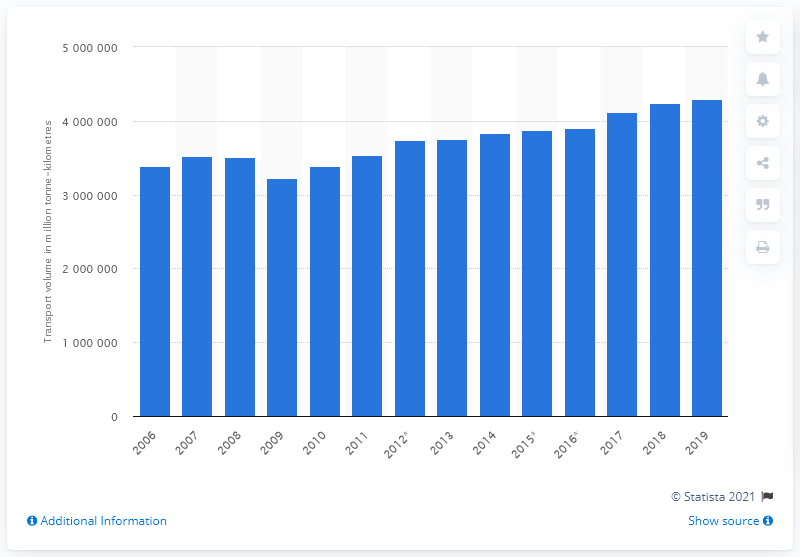 5 000 000
4 000 000
3 000 000
2 000 000
1 000 000
0
Transport volume in million tonne-kilometres
2006
2007
2008
2009
2010
2011
2012*
2013
2014
2015*
2016*
2017
2018
2019
© Statista 2021
Additional Information
Show source